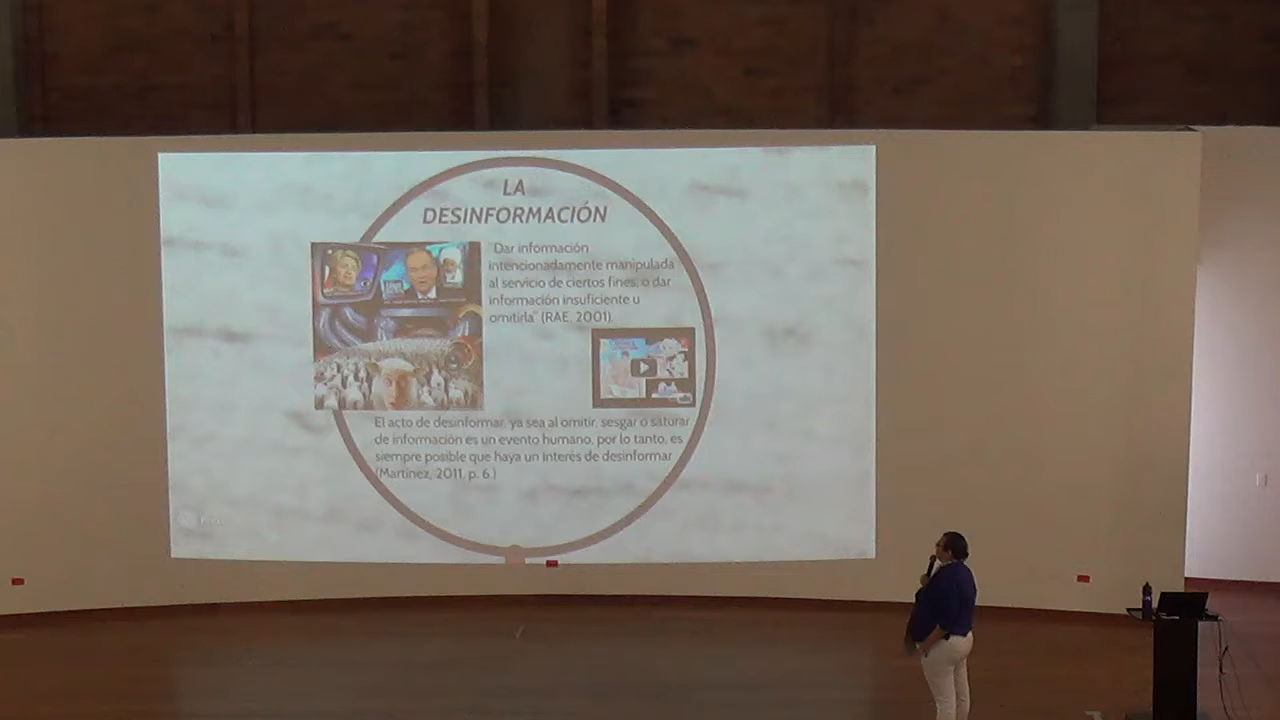 LA
DESINFORMACIÓN
"Dar información
intencionadamente manipulada
al servicio de ciertos fines, o dar
información insuficiente u
omitirla" (RAE, 2001).
El acto de desinformar, ya sea al omitir, sesgar o saturar
de información es un evento humano, por lo tanto, es
siempre posible que haya un interés de desinformar
(Martínez, 2011, p. 6.)